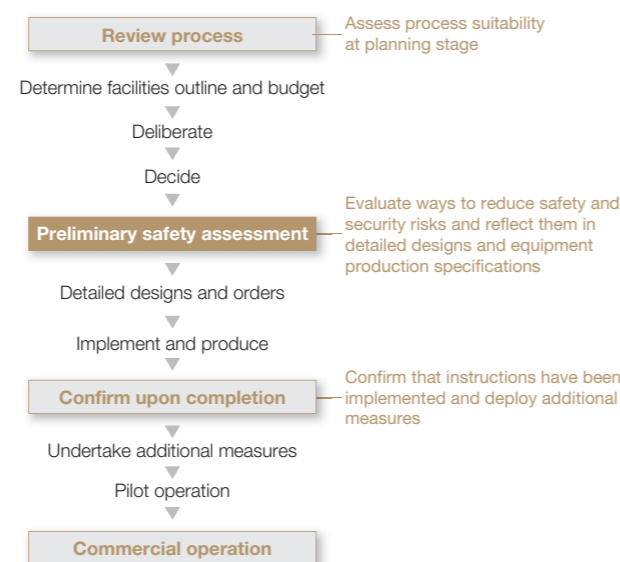 Review process
Assess process suitability
at planning stage
Determine facilities outline and budget
Deliberate
Decide
Preliminary safety assessment
Evaluate ways to reduce safety and
security risks and reflect them in
detailed designs and equipment
production specifications
Detailed designs and orders
Implement and produce
Confirm upon completion
Confirm that instructions have been
implemented and deploy additional
measures
Undertake additional measures
Pilot operation
Commercial operation